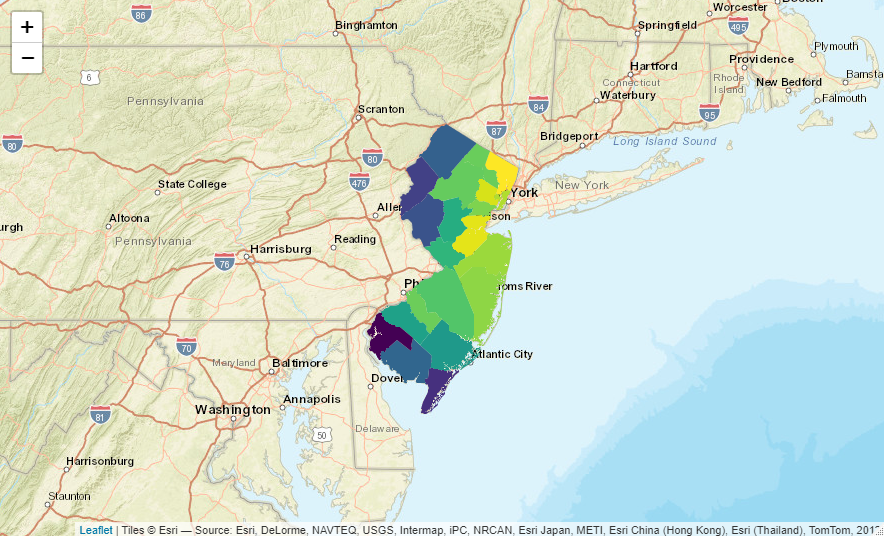 +
−
86
Binghamton
Worcester
Springfield
495
Plymouth
Providence
Hartford
Connecticut
Rhode
Island
New Bedford
Barnsta
Falmouth
6
Pennsylvania
Scranton
84
Waterbury
95
87
Bridgeport
Long Island Sound
80
80
476
State College
New York
York
Allen
son
Altoona
urgh
Pennsylvania
Reading
Harrisburg
76
Phi
oms River
70
Maryland
Baltimore
Atlantic City
Dover
Annapolis
Washington
81
50
Delaware
Harrisonburg
Staunton
Leaflet | Tiles © Esri — Source: Esri, DeLorme, NAVTEQ, USGS, Intermap, iPC, NRCAN, Esri Japan, METI, Esri China (Hong Kong), Esri (Thailand), TomTom, 2012